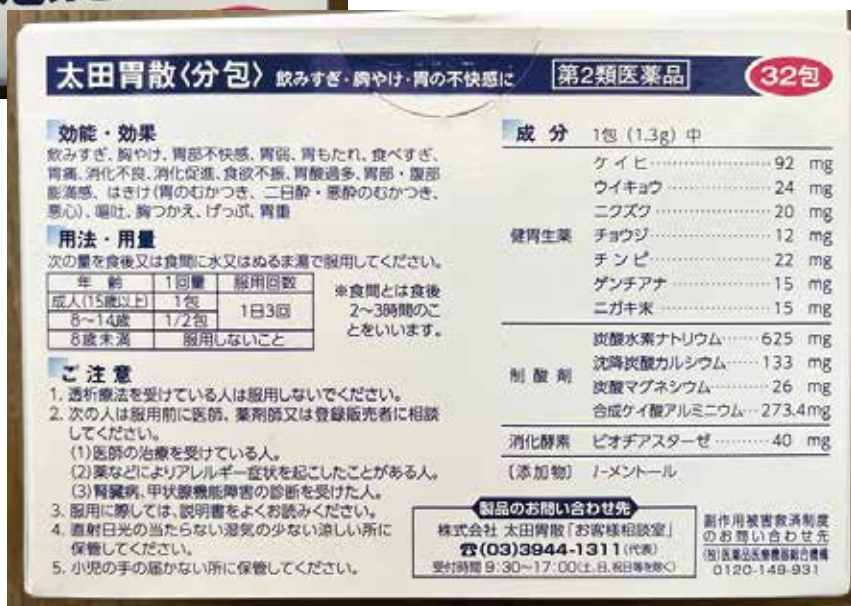 太田胃散〈分包〉 飲みすぎ・胸やけ・胃の不快感に 第2類医薬品 32包
効能・効果
飲みすぎ、胸やけ、胃部不快感、胃弱、胃もたれ、食べすぎ、
胃痛、消化不良、消化促進、食欲不振、胃酸過多、胃部・腹部
膨満感、はきけ(胃のむかつき、二日酔・悪酔のむかつき、
悪心)、嘔吐、胸つかえ、げっぷ、胃重
用法・用量
次の量を食後又は食間に水又はぬるま湯で服用してください。
年 齢 1回量 服用回数
成人(15歳以上) 1包 1日3回
8~14歳 1/2包
8歳未満 服用しないこと
※食間とは食後
2~3時間のこ
とをいいます。
ご注意
1. 透析療法を受けている人は服用しないでください。
2. 次の人は服用前に医師、薬剤師又は登録販売者に相談
してください。
(1)医師の治療を受けている人。
(2)薬などによりアレルギー症状を起こしたことがある人。
(3)腎臓病、甲状腺機能障害の診断を受けた人。
3. 服用に際しては、説明書をよくお読みください。
4. 直射日光の当たらない湿気の少ない涼しい所に
保管してください。
5. 小児の手の届かない所に保管してください。
成 分 1包 (1.3g) 中
健胃生薬
ケイヒ…………………92 mg
ウイキョウ………………24 mg
ニクズク…………………20 mg
チョウジ…………………12 mg
チンピ……………………22 mg
ゲンチアナ………………15 mg
ニガキ末…………………15 mg
制酸剤
炭酸水素ナトリウム……625 mg
沈降炭酸カルシウム……133 mg
炭酸マグネシウム………26 mg
合成ケイ酸アルミニウム…273.4mg
消化酵素 ビオヂアスターゼ………40 mg
〔添加物〕 l-メントール
製品のお問い合わせ先
株式会社 太田胃散「お客様相談室」
☎(03)3944-1311(代表)
受付時間 9:30~17:00(土、日、祝日等を除く)
副作用被害救済制度
のお問い合わせ先
(独)医薬品医療機器総合機構
0120-149-931